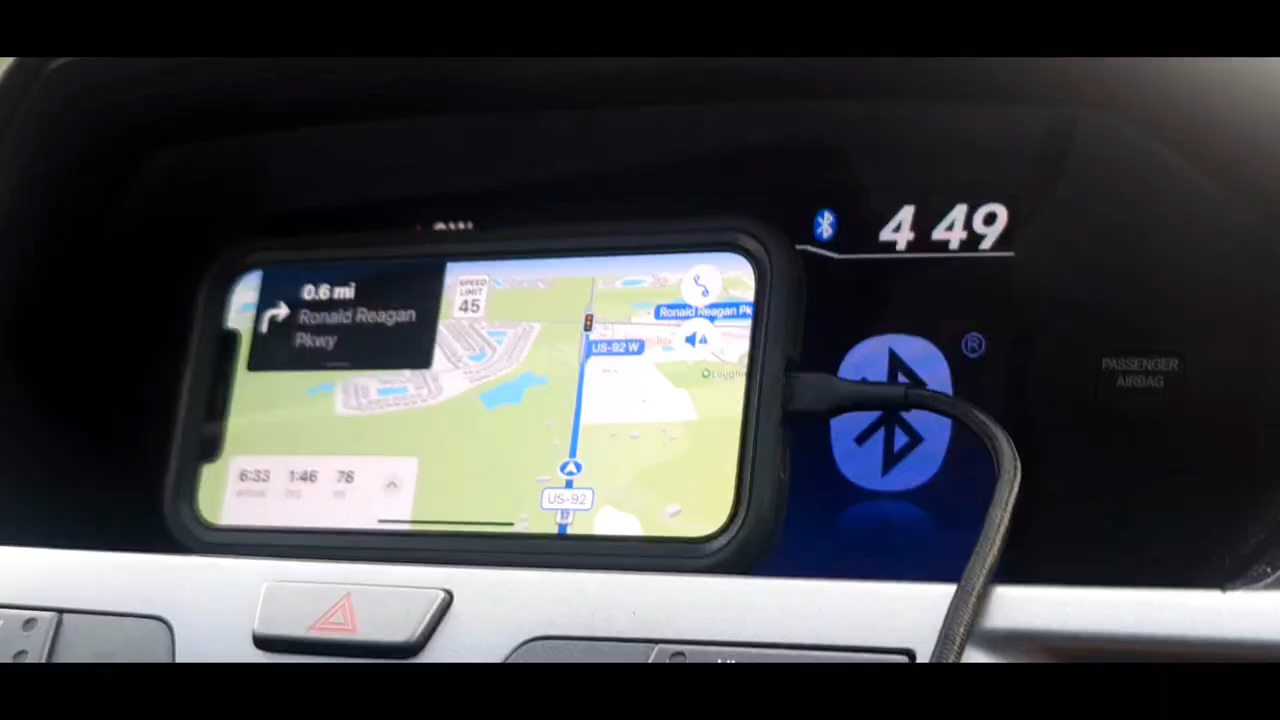 4 49
0.6 mi
Ronald Reagan
Pkwy
SPEED
LIMIT
45
Ronald Reagan Pk
US-92 W
6:33 1:46 78
US-92
®
PASSENGER
AIRBAG